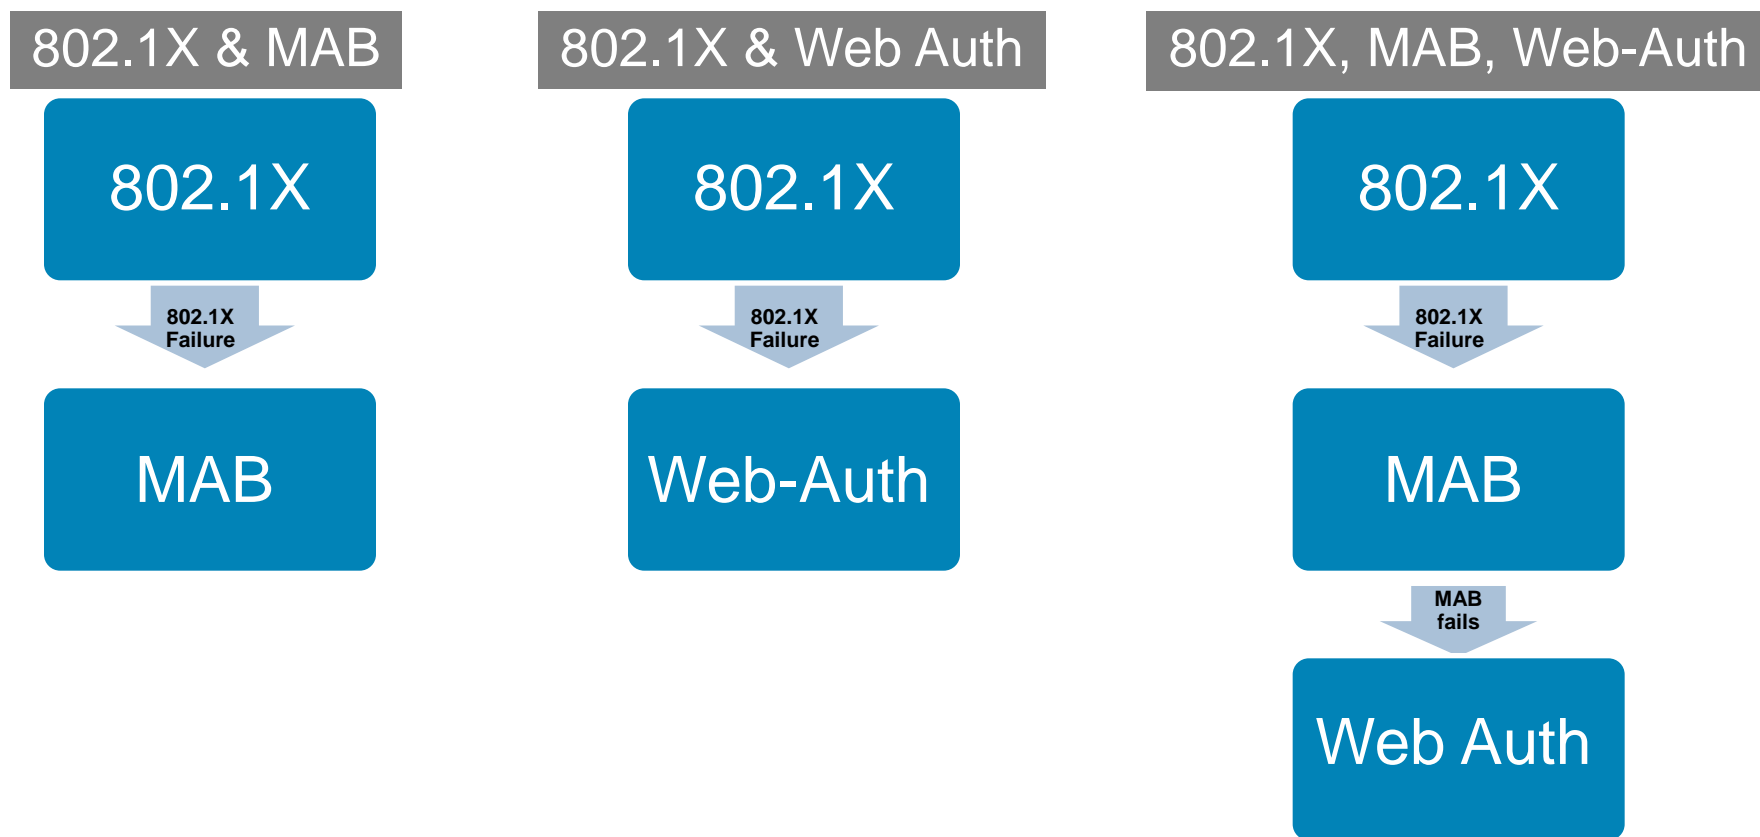 802.1X & MAB
802.1X
802.1X
Failure
MAB
802.1X & Web Auth
802.1X
802.1X
Failure
Web-Auth
802.1X, MAB, Web-Auth
802.1X
802.1X
Failure
MAB
MAB
fails
Web Auth